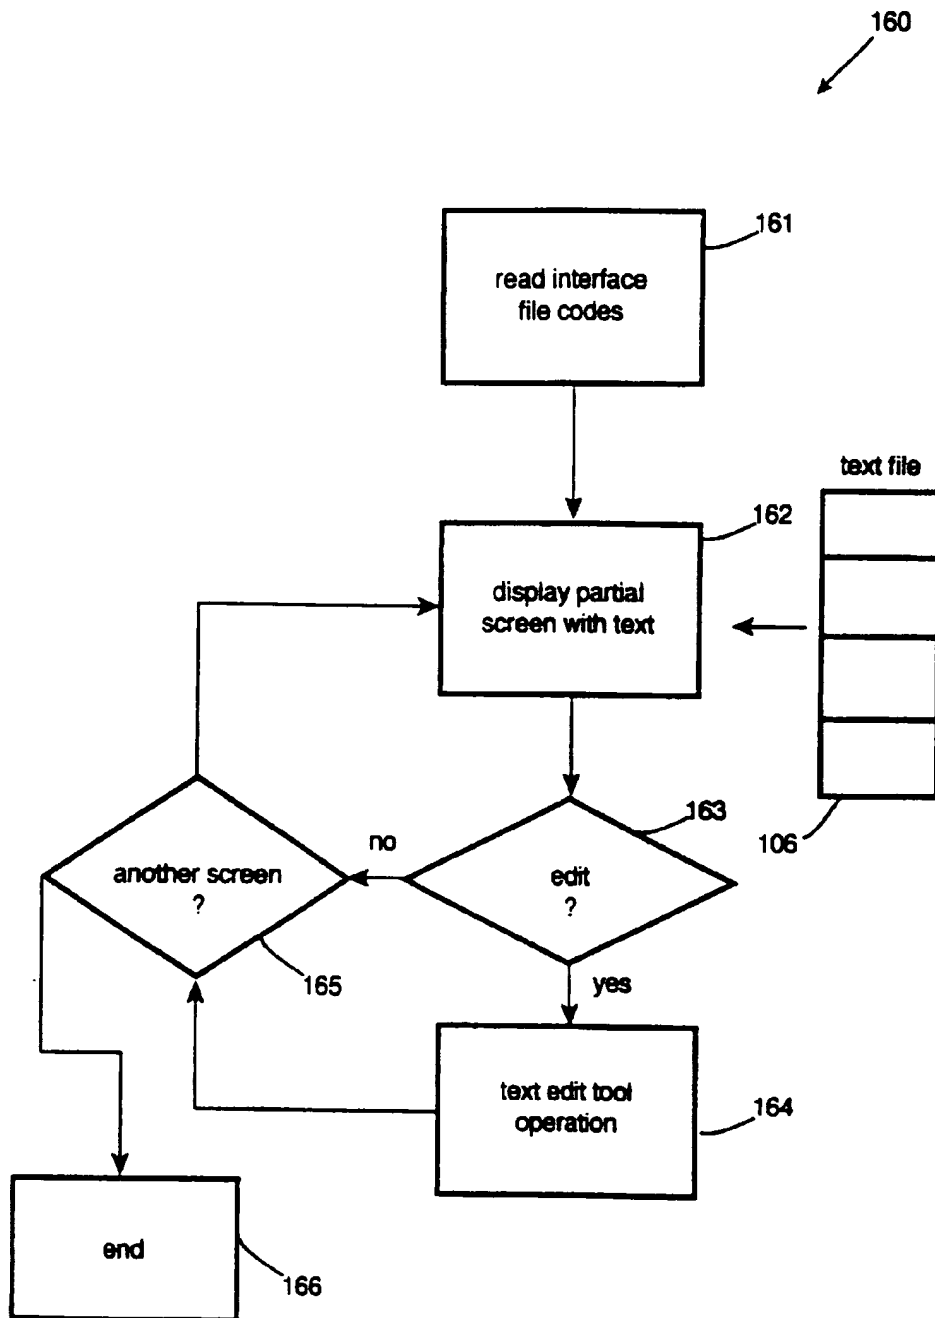 160
161
read interface
file codes
text file
162
display partial
screen with text
163
106
no
another screen
?
edit
?
165
yes
text edit tool
operation
164
end
166